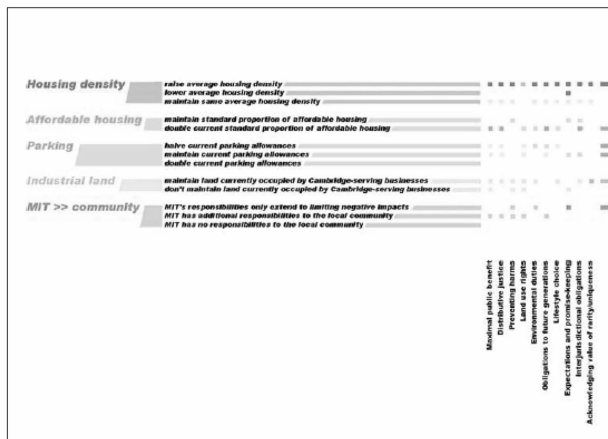 Housing density
raise average housing density
lower average housing density
maintain same average housing density
Affordable housing
maintain standard proportion of affordable housing
double current standard proportion of affordable housing
Parking
halve current parking allowances
maintain current parking allowances
double current parking allowances
Industrial land
maintain land currently occupied by Cambridge-serving businesses
don't maintain land currently occupied by Cambridge-serving businesses
MIT >> community
MIT's responsibilities only extend to limiting negative impacts
MIT has additional responsibilities to the local community
MIT has no responsibilities to the local community
Maximal public benefit
Distributive justice
Preventing harms
Land use rights
Environmental duties
Obligations to future generations
Lifestyle choice
Expectations and promise-keeping
Interjurisdictional obligations
Acknowledging value of rarity/uniqueness